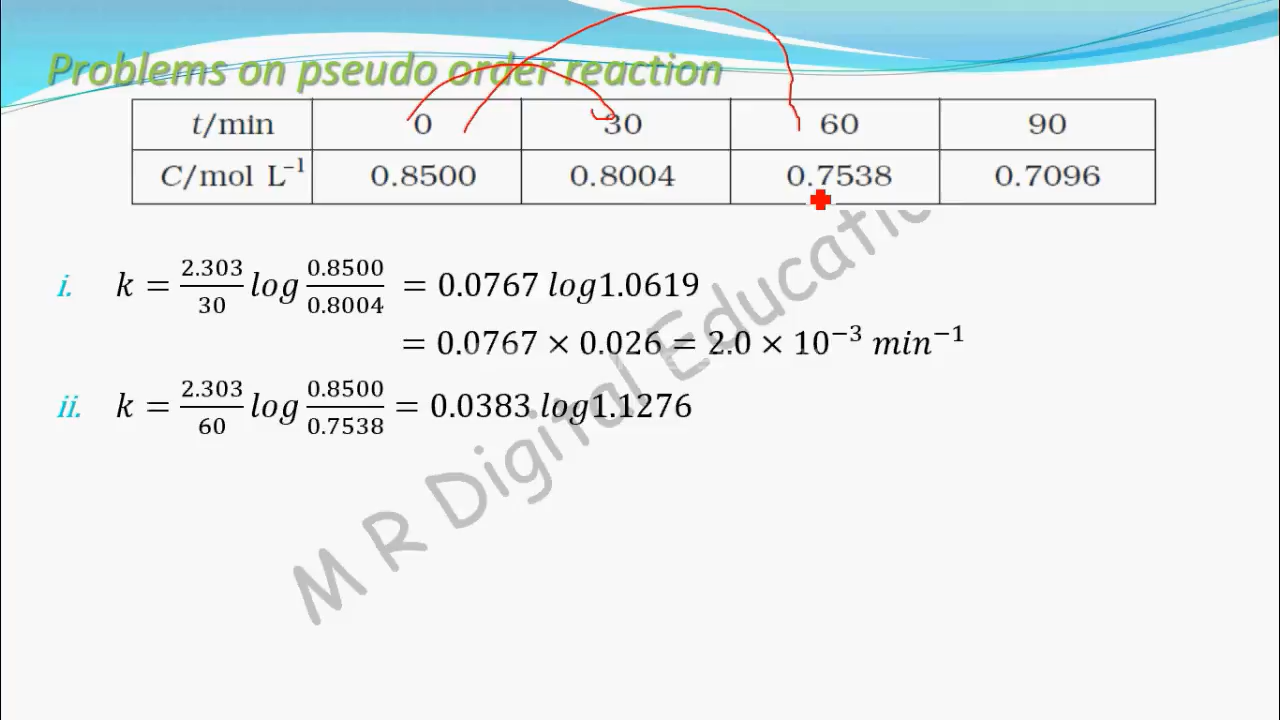 Problems on pseudo order reaction
t/min 0 30 60 90
C/mol L⁻¹ 0.8500 0.8004 0.7538 0.7096
i. k = 2.303/30 log 0.8500/0.8004 = 0.0767 log1.0619
= 0.0767 × 0.026 = 2.0 × 10⁻³ min⁻¹
ii. k = 2.303/60 log 0.8500/0.7538 = 0.0383 log1.1276
M R Digital Education